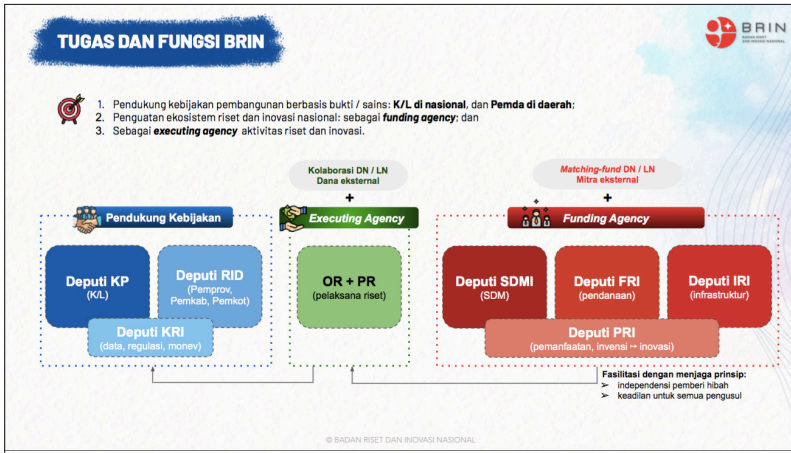 TUGAS DAN FUNGSI BRIN
BRIN
BADAN RISET
DAN INOVASI NASIONAL
1. Pendukung kebijakan pembangunan berbasis bukti / sains: K/L di nasional, dan Pemda di daerah;
2. Penguatan ekosistem riset dan inovasi nasional: sebagai funding agency; dan
3. Sebagai executing agency aktivitas riset dan inovasi.
Kolaborasi DN / LN
Dana eksternal
+
Matching-fund DN / LN
Mitra eksternal
+
Pendukung Kebijakan
Executing Agency
Funding Agency
Deputi KP
(K/L)
Deputi RID
(Pemprov,
Pemkab, Pemkot)
Deputi KRI
(data, regulasi, monev)
OR + PR
(pelaksana riset)
Deputi SDMI
(SDM)
Deputi FRI
(pendanaan)
Deputi IRI
(infrastruktur)
Deputi PRI
(pemanfaatan, invensi ↦ inovasi)
Fasilitasi dengan menjaga prinsip:
➢ independensi pemberi hibah
➢ keadilan untuk semua pengusul
© BADAN RISET DAN INOVASI NASIONAL